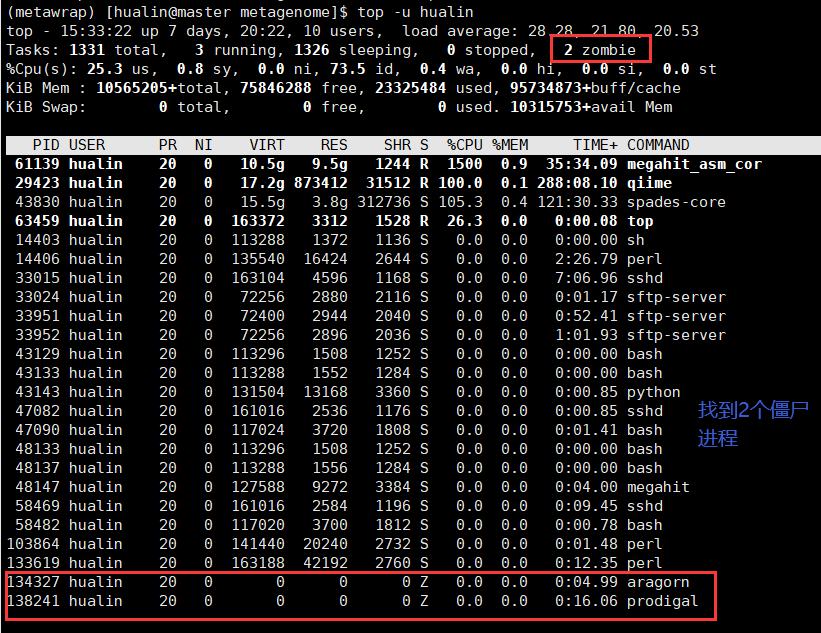 (metawrap) [hualin@master metagenome]$ top -u hualin
top - 15:33:22 up 7 days, 20:22, 10 users,  load average: 28.28, 21.80, 20.53
Tasks: 1331 total,   3 running, 1326 sleeping,   0 stopped,   2 zombie
%Cpu(s): 25.3 us,  0.8 sy,  0.0 ni, 73.5 id,  0.4 wa,  0.0 hi,  0.0 si,  0.0 st
KiB Mem : 10565205+total, 75846288 free, 23325484 used, 95734873+buff/cache
KiB Swap:        0 total,        0 free,        0 used. 10315753+avail Mem
PID USER      PR  NI    VIRT    RES    SHR S  %CPU %MEM     TIME+ COMMAND
61139 hualin    20   0   10.5g   9.5g   1244 R  1500  0.9  35:34.09 megahit_asm_cor
29423 hualin    20   0   17.2g 873412  31512 R 100.0  0.1 288:08.10 qiime
43830 hualin    20   0   15.5g   3.8g 312736 S 105.3  0.4 121:30.33 spades-core
63459 hualin    20   0  163372   3312   1528 R  26.3  0.0   0:00.08 top
14403 hualin    20   0  113288   1372   1136 S   0.0  0.0   0:00.00 sh
14406 hualin    20   0  135540  16424   2644 S   0.0  0.0   2:26.79 perl
33015 hualin    20   0  163104   4596   1168 S   0.0  0.0   7:06.96 sshd
33024 hualin    20   0   72256   2880   2116 S   0.0  0.0   0:01.17 sftp-server
33951 hualin    20   0   72400   2944   2040 S   0.0  0.0   0:52.41 sftp-server
33952 hualin    20   0   72256   2896   2036 S   0.0  0.0   1:01.93 sftp-server
43129 hualin    20   0  113296   1508   1252 S   0.0  0.0   0:00.00 bash
43133 hualin    20   0  113288   1552   1284 S   0.0  0.0   0:00.00 bash
43143 hualin    20   0  131504  13168   3360 S   0.0  0.0   0:00.85 python
47082 hualin    20   0  161016   2536   1176 S   0.0  0.0   0:00.85 sshd
47090 hualin    20   0  117024   3720   1808 S   0.0  0.0   0:01.41 bash
48133 hualin    20   0  113296   1508   1252 S   0.0  0.0   0:00.00 bash
48137 hualin    20   0  113288   1556   1284 S   0.0  0.0   0:00.00 bash
48147 hualin    20   0  127588   9272   3384 S   0.0  0.0   0:04.00 megahit
58469 hualin    20   0  161016   2584   1196 S   0.0  0.0   0:09.45 sshd
58482 hualin    20   0  117020   3700   1812 S   0.0  0.0   0:00.78 bash
103864 hualin    20   0  141440  20240   2732 S   0.0  0.0   0:01.48 perl
133619 hualin    20   0  163188  42192   2760 S   0.0  0.0   0:12.35 perl
134327 hualin    20   0       0      0      0 Z   0.0  0.0   0:04.99 aragorn
138241 hualin    20   0       0      0      0 Z   0.0  0.0   0:16.06 prodigal
找到2个僵尸
进程